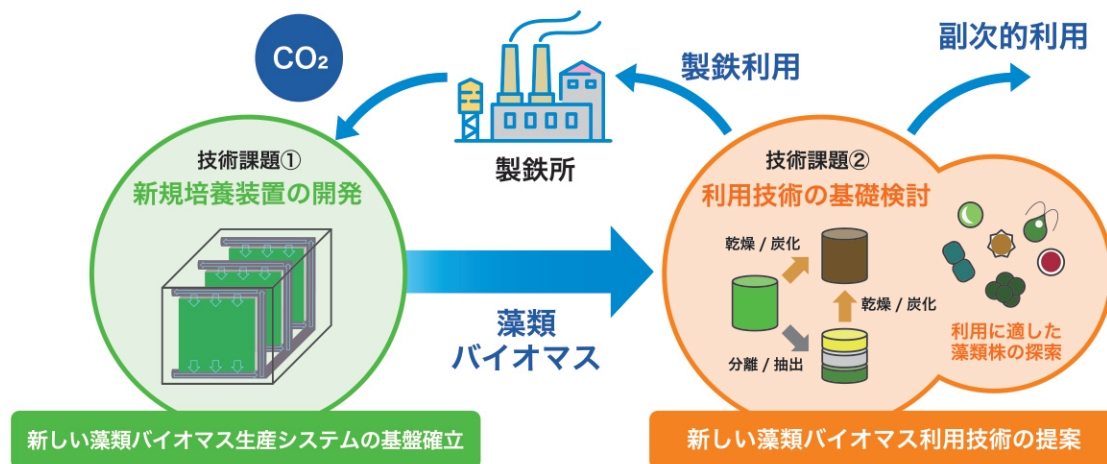 CO₂
製鉄所
製鉄利用
副次的利用
技術課題①
新規培養装置の開発
藻類
バイオマス
技術課題②
利用技術の基礎検討
乾燥 / 炭化
乾燥 / 炭化
分離 / 抽出
利用に適した
藻類株の探索
新しい藻類バイオマス生産システムの基盤確立
新しい藻類バイオマス利用技術の提案